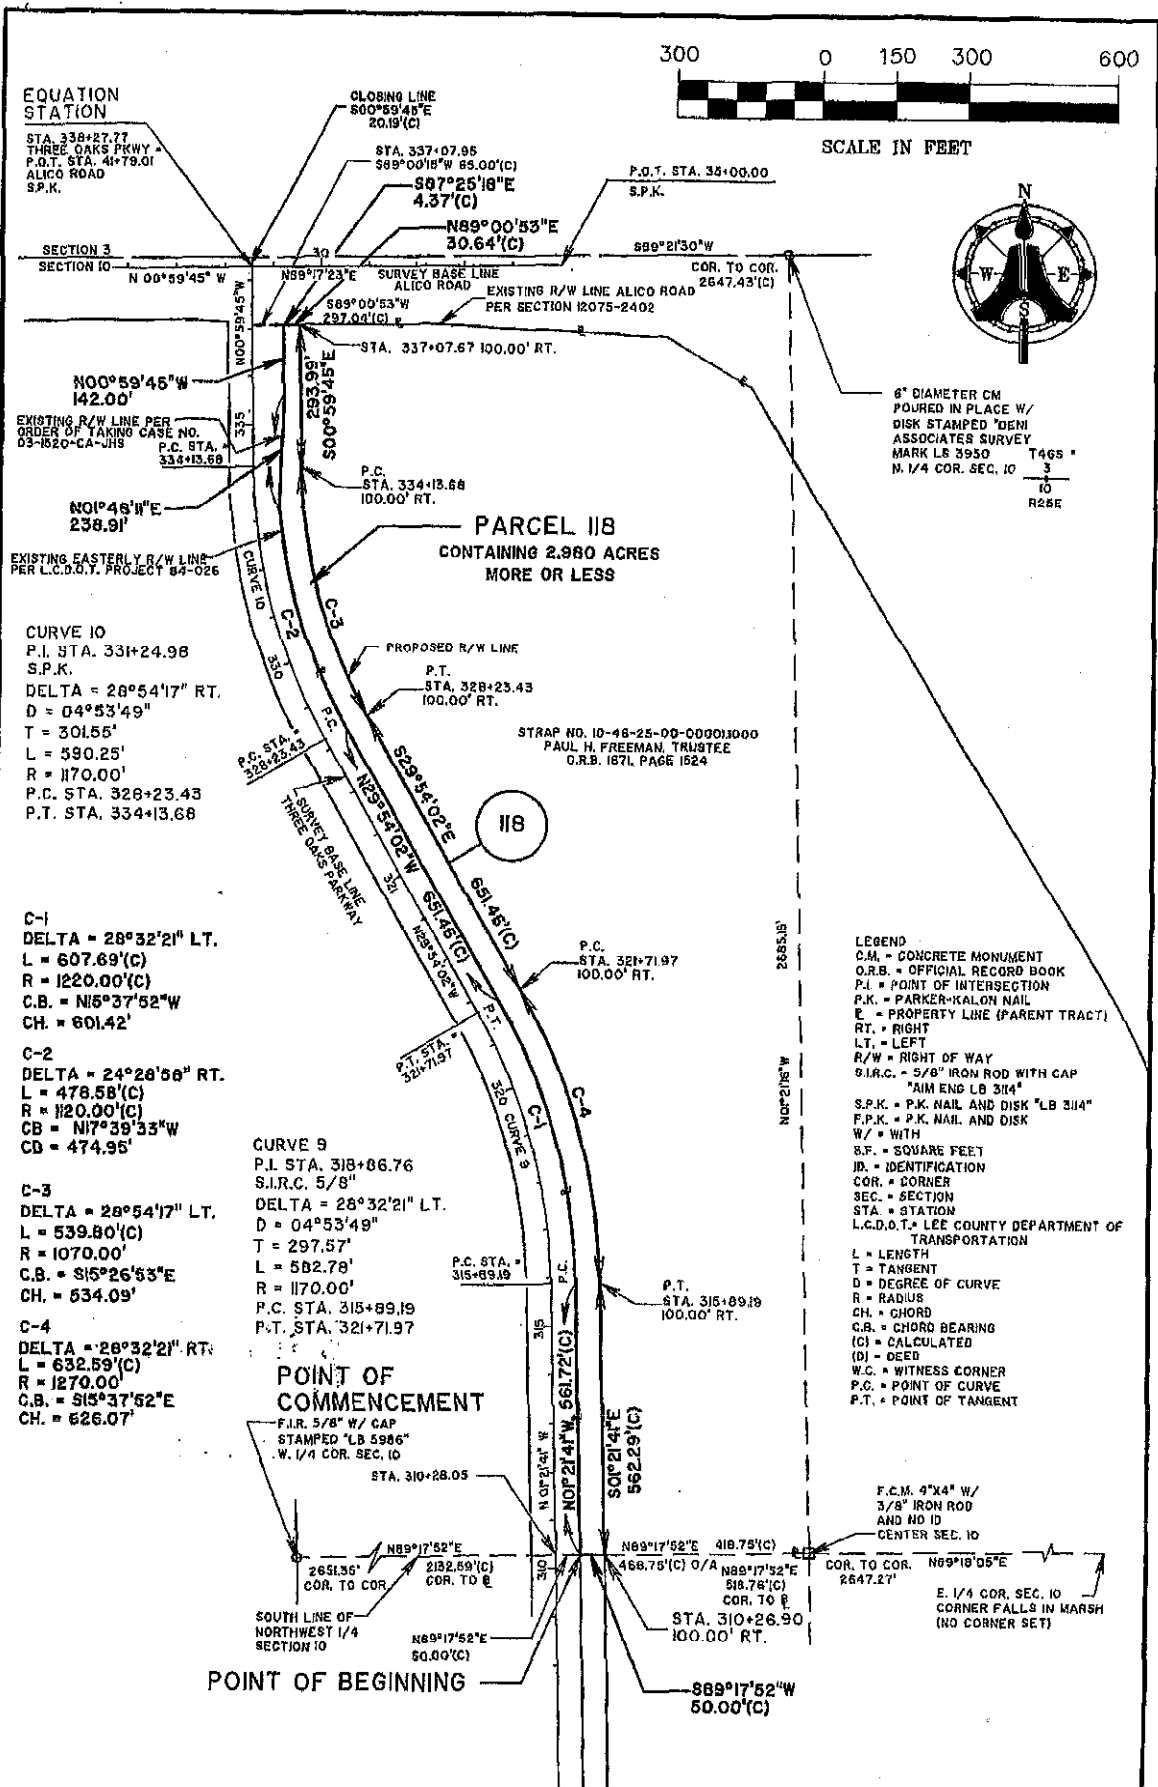 300 0 150 300 600
SCALE IN FEET
EQUATION
STATION
STA. 338+27.77
THREE OAKS PKWY =
P.O.T. STA. 41+79.01
ALICO ROAD
S.P.K.
CLOSING LINE
S00°59'45"E
20.19'(C)
STA. 337+07.95
S89°00'15"W 65.00'(C)
S87°25'18"E
4.37'(C)
N89°00'53"E
30.64'(C)
P.O.T. STA. 35+00.00
S.P.K.
N
W E
S
SECTION 3
SECTION 10
N 00°59'45" W
30
N89°17'23"E
SURVEY BASE LINE
ALICO ROAD
S89°21'30"W
COR. TO COR.
2647.43'(C)
S89°00'53"W
297.04'(C)
EXISTING R/W LINE ALICO ROAD
PER SECTION 12075-2402
STA. 337+07.67 100.00' RT.
N00°59'45"W
N00°59'45"W
142.00'
293.99'
S00°59'45"E
335
EXISTING R/W LINE PER
ORDER OF TAKING CASE NO.
03-1520-CA-JHS
P.C. STA. =
334+13.68
P.C.
STA. 334+13.68
100.00' RT.
6" DIAMETER CM
POURED IN PLACE W/
DISK STAMPED "DENI
ASSOCIATES SURVEY
MARK LS 3950
N. 1/4 COR. SEC. 10
T46S "
3
10
R25E
N01°46'11"E
238.91'
EXISTING EASTERLY R/W LINE
PER L.C.D.O.T. PROJECT 84-026
PARCEL 118
CONTAINING 2.980 ACRES
MORE OR LESS
CURVE 10
C-2
C-3
CURVE 10
P.I. STA. 331+24.98
S.P.K.
DELTA = 28°54'17" RT.
D = 04°53'49"
T = 301.55'
L = 590.25'
R = 1170.00'
P.C. STA. 328+23.43
P.T. STA. 334+13.68
330
PROPOSED R/W LINE
P.T.
STA. 328+23.43
100.00' RT.
P.C.
P.C. STA. =
328+23.43
STRAP NO. 10-46-25-00-00001.1000
PAUL H. FREEMAN, TRUSTEE
O.R.B. 1671, PAGE 1524
S29°54'02"E
651.46'(C)
N29°54'02"W
651.46'(C)
118
SURVEY BASE LINE
THREE OAKS PARKWAY
321
N29°54'02"W
2685.15'
N01°21'16"W
P.C.
STA. 321+71.97
100.00' RT.
P.T.
P.T. STA. =
321+71.97
320
C-1
DELTA = 28°32'21" LT.
L = 607.69'(C)
R = 1220.00'(C)
C.B. = N15°37'52"W
CH. = 601.42'
C-2
DELTA = 24°28'58" RT.
L = 478.58'(C)
R = 1120.00'(C)
CB = N17°39'33"W
CD = 474.95'
C-3
DELTA = 28°54'17" LT.
L = 539.80'(C)
R = 1070.00'
C.B. = S15°26'53"E
CH. = 534.09'
C-4
DELTA = 28°32'21" RT.
L = 632.59'(C)
R = 1270.00'
C.B. = S15°37'52"E
CH. = 626.07'
CURVE 9
P.I. STA. 318+86.76
S.I.R.C. 5/8"
DELTA = 28°32'21" LT.
D = 04°53'49"
T = 297.57'
L = 582.78'
R = 1170.00'
P.C. STA. 315+89.19
P.T. STA. 321+71.97
C-1
C-4
CURVE 9
LEGEND
C.M. = CONCRETE MONUMENT
O.R.B. = OFFICIAL RECORD BOOK
P.I. = POINT OF INTERSECTION
P.K. = PARKER-KALON NAIL
P = PROPERTY LINE (PARENT TRACT)
RT. = RIGHT
LT. = LEFT
R/W = RIGHT OF WAY
S.I.R.C. = 5/8" IRON ROD WITH CAP
"AIM ENG LB 3114"
S.P.K. = P.K. NAIL AND DISK "LB 3114"
F.P.K. = P.K. NAIL AND DISK
W/ = WITH
S.F. = SQUARE FEET
ID. = IDENTIFICATION
COR. = CORNER
SEC. = SECTION
STA. = STATION
L.C.D.O.T. = LEE COUNTY DEPARTMENT OF
TRANSPORTATION
L = LENGTH
T = TANGENT
D = DEGREE OF CURVE
R = RADIUS
CH. = CHORD
C.B. = CHORD BEARING
(C) = CALCULATED
(D) = DEED
W.C. = WITNESS CORNER
P.C. = POINT OF CURVE
P.T. = POINT OF TANGENT
P.C. STA. =
315+89.19
P.C.
P.T.
STA. 315+89.19
100.00' RT.
315
POINT OF
COMMENCEMENT
F.I.R. 5/8" W/ CAP
STAMPED "LB 5986"
W. 1/4 COR. SEC. 10
STA. 310+28.05
N 01°21'41" W
N01°21'41"W 561.72'(C)
S01°21'41"E
562.29'(C)
F.C.M. 4"X4" W/
3/8" IRON ROD
AND NO ID
CENTER SEC. 10
N89°17'52"E
2651.35'
COR. TO COR.
2132.59'(C)
COR. TO P
310
N89°17'52"E 418.75'(C)
468.75'(C) O/A
N89°17'52"E
518.76'(C)
COR. TO P
COR. TO COR.
2647.27'
N89°18'05"E
E. 1/4 COR. SEC. 10
CORNER FALLS IN MARSH
(NO CORNER SET)
SOUTH LINE OF
NORTHWEST 1/4
SECTION 10
N89°17'52"E
50.00'(C)
STA. 310+26.90
100.00' RT.
POINT OF BEGINNING
S89°17'52"W
50.00'(C)